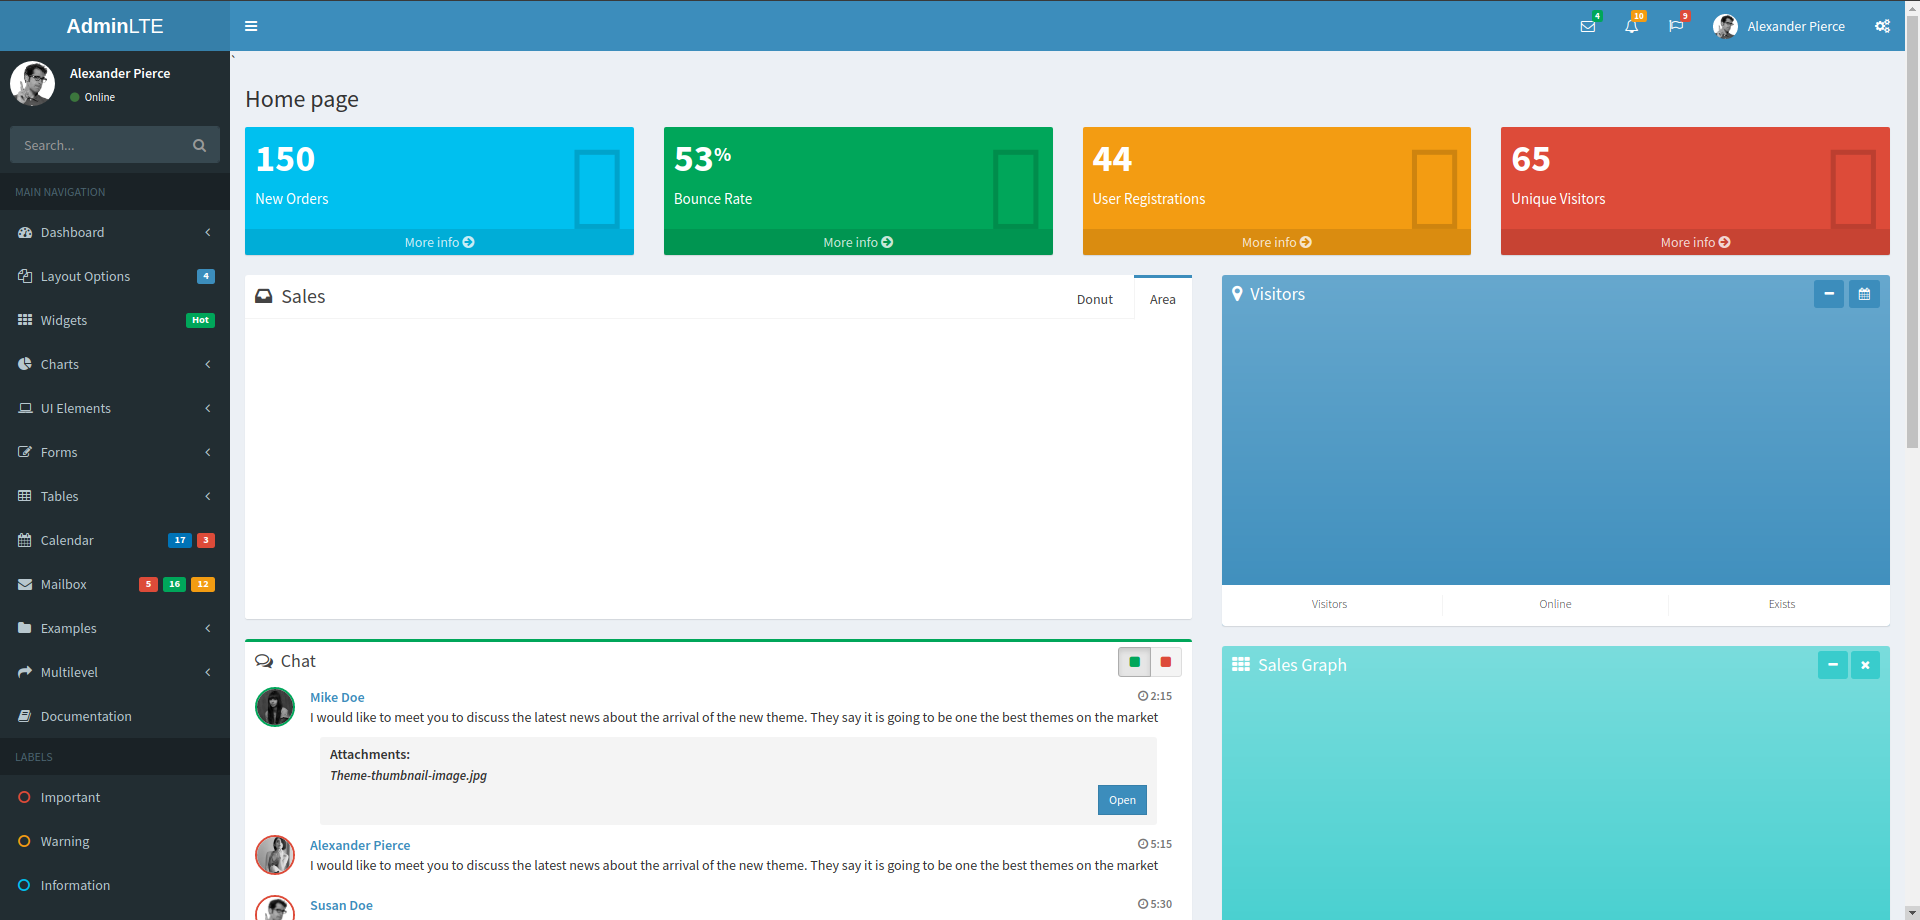 AdminLTE
4
10
9
Alexander Pierce
Alexander Pierce
Online
Search...
MAIN NAVIGATION
Dashboard
Layout Options 4
Widgets Hot
Charts
UI Elements
Forms
Tables
Calendar 17 3
Mailbox 5 16 12
Examples
Multilevel
Documentation
LABELS
Important
Warning
Information
Home page
150
New Orders
More info
53%
Bounce Rate
More info
44
User Registrations
More info
65
Unique Visitors
More info
Sales
Donut
Area
Visitors
Visitors
Online
Exists
Chat
Mike Doe 2:15
I would like to meet you to discuss the latest news about the arrival of the new theme. They say it is going to be one the best themes on the market
Attachments:
Theme-thumbnail-image.jpg
Open
Alexander Pierce 5:15
I would like to meet you to discuss the latest news about the arrival of the new theme. They say it is going to be one the best themes on the market
Susan Doe 5:30
Sales Graph